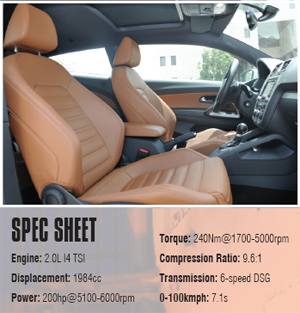 SPEC SHEET
Engine: 2.0L I4 TSI
Displacement: 1984cc
Power: 200hp@5100-6000rpm
Torque: 240Nm@1700-5000rpm
Compression Ratio: 9.6:1
Transmission: 6-speed DSG
0-100kmph: 7.1s